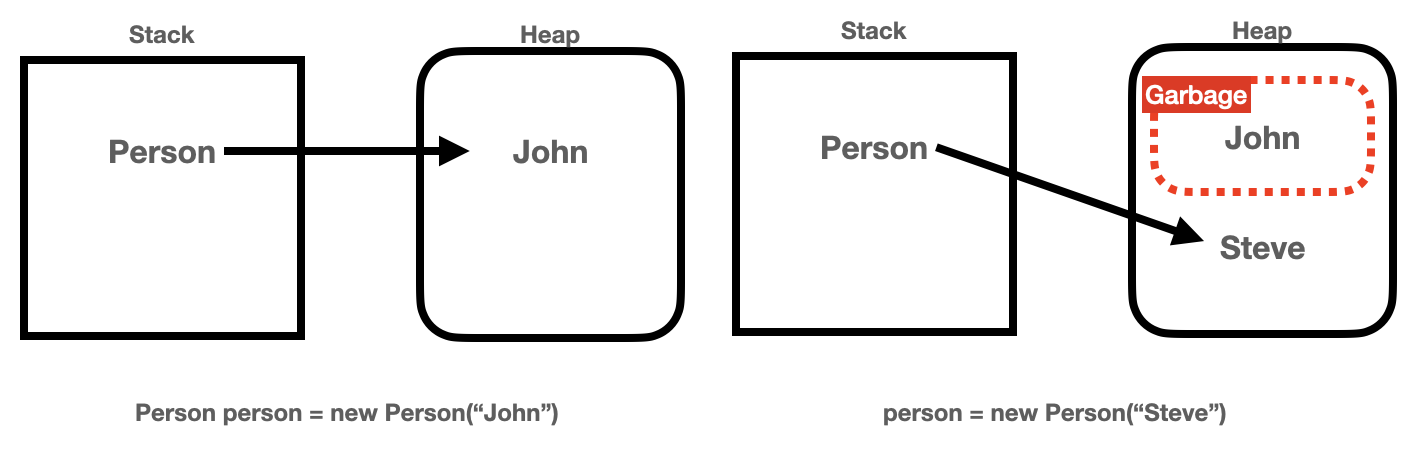 Stack
Heap
Person
John
Person person = new Person(“John”)
Stack
Heap
Garbage
Person
John
Steve
person = new Person(“Steve”)